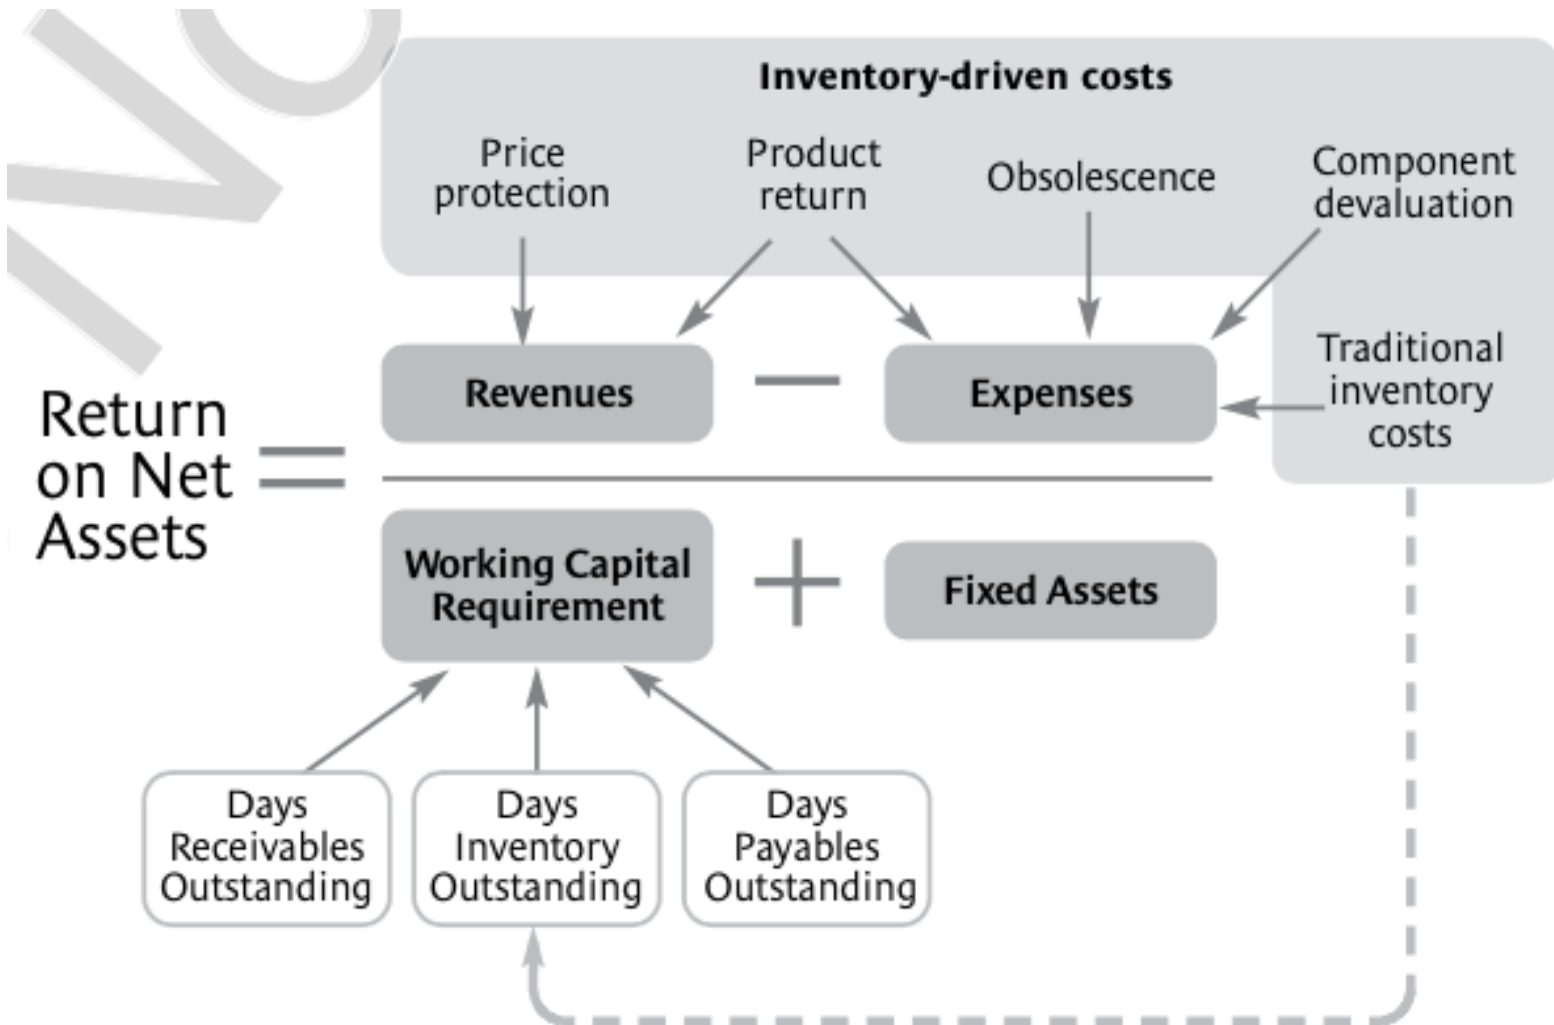 Inventory-driven costs
Price
protection
Product
return
Obsolescence
Component
devaluation
Revenues
—
Expenses
Traditional
inventory
costs
Return
on Net
Assets
=
Working Capital
Requirement
+
Fixed Assets
Days
Receivables
Outstanding
Days
Inventory
Outstanding
Days
Payables
Outstanding